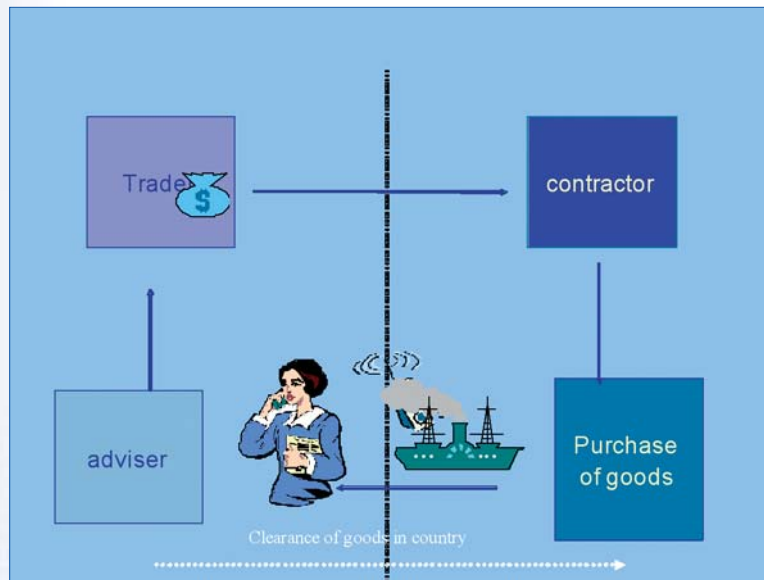 Trade
$
contractor
adviser
Purchase
of goods
Clearance of goods in country